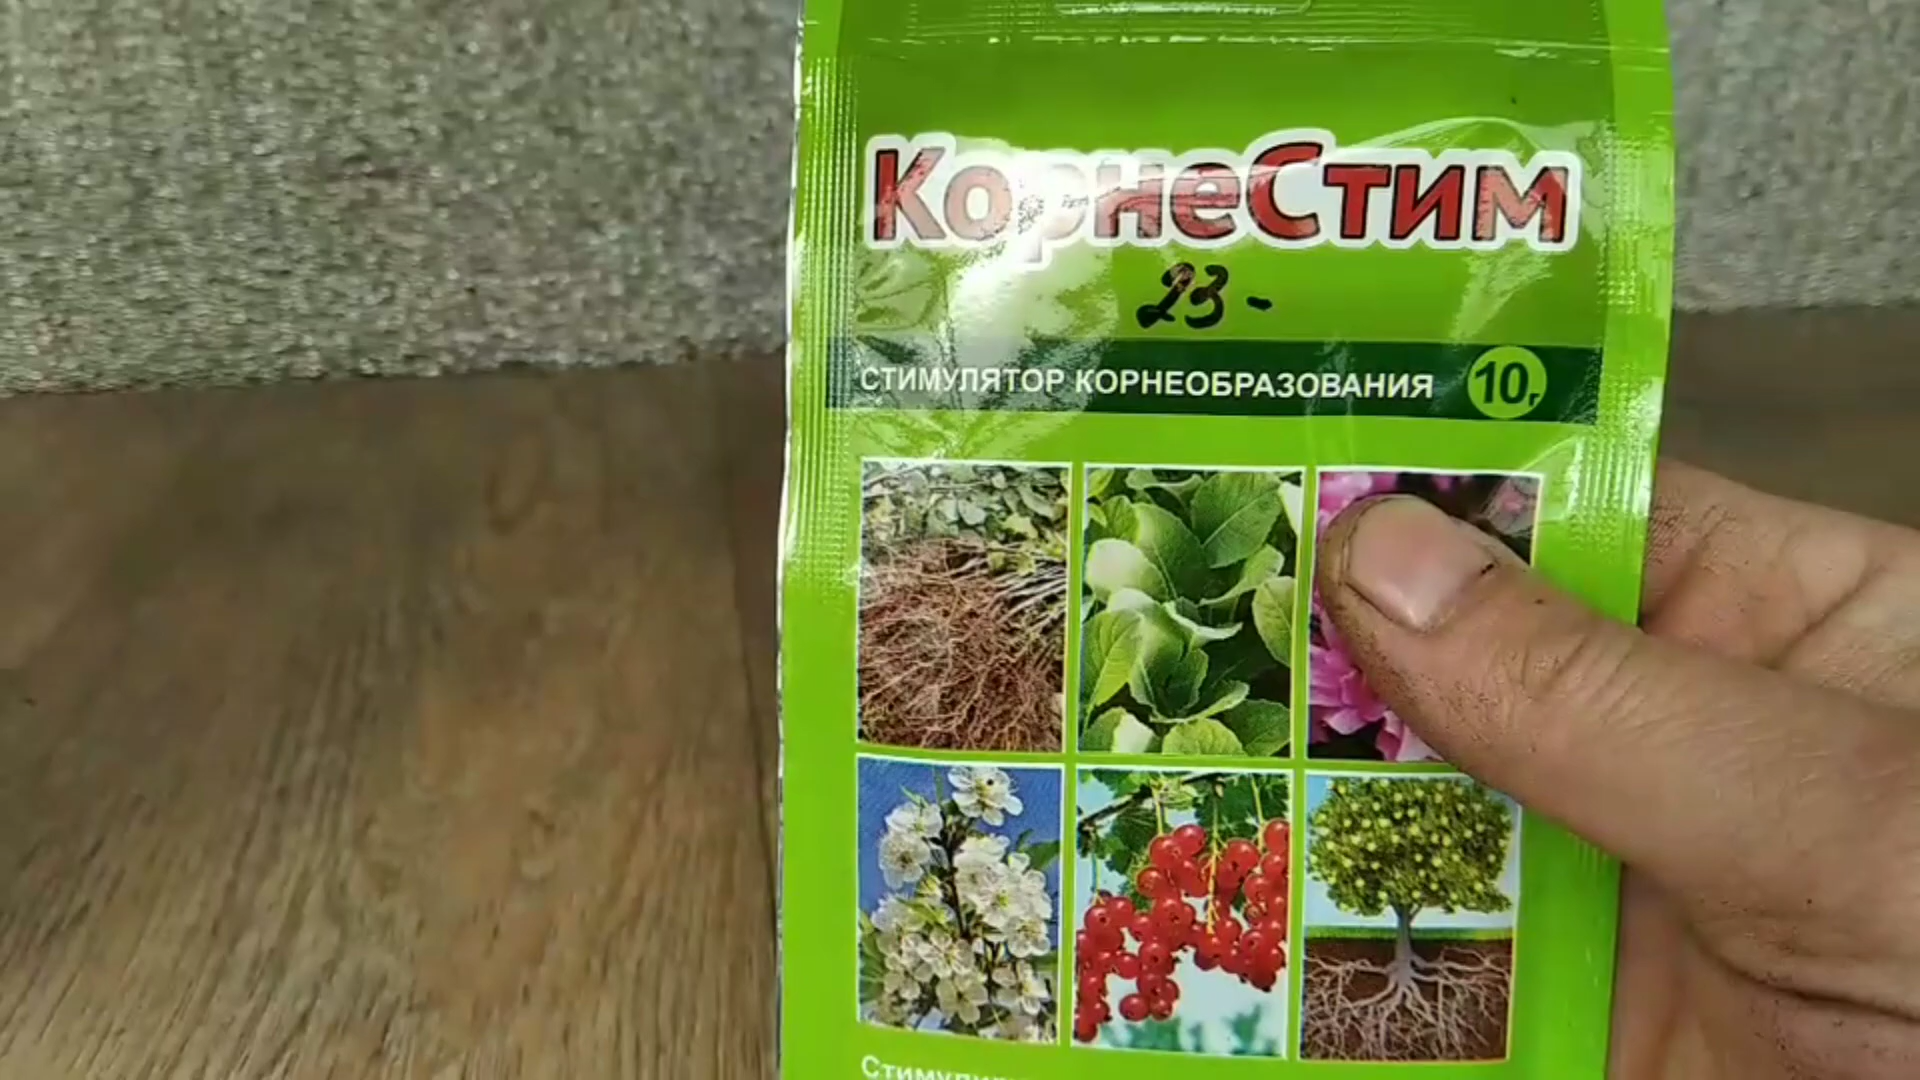 КорнеСтим
23-
СТИМУЛЯТОР КОРНЕОБРАЗОВАНИЯ 10г